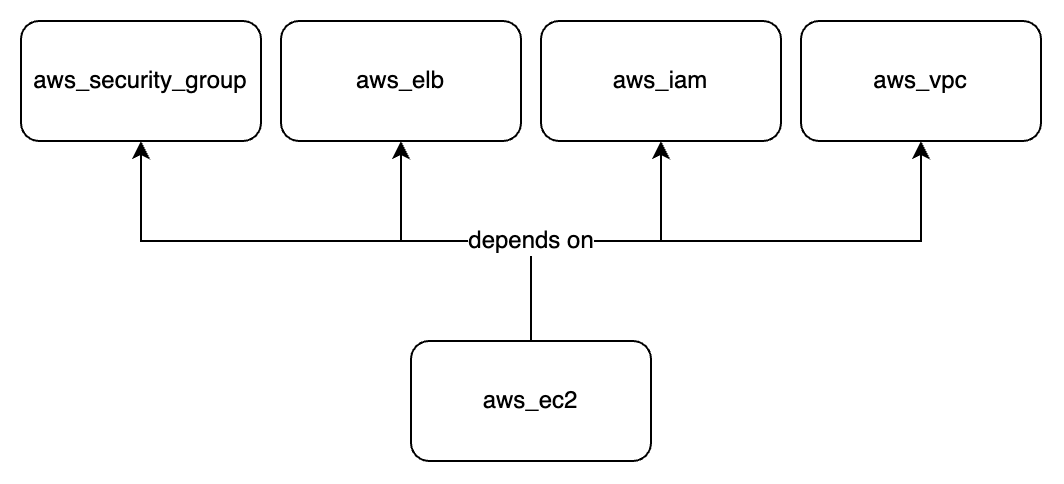 aws_security_group
aws_elb
aws_iam
aws_vpc
depends on
aws_ec2